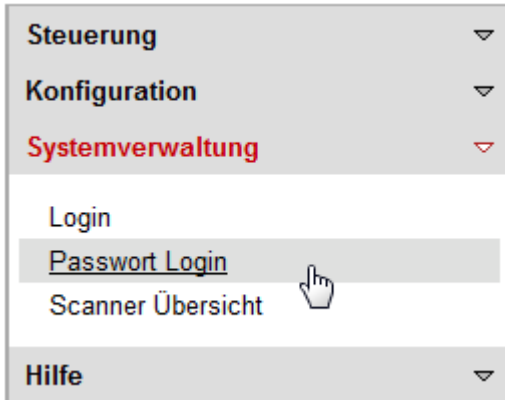 Steuerung
Konfiguration
Systemverwaltung
Login
Passwort Login
Scanner Übersicht
Hilfe